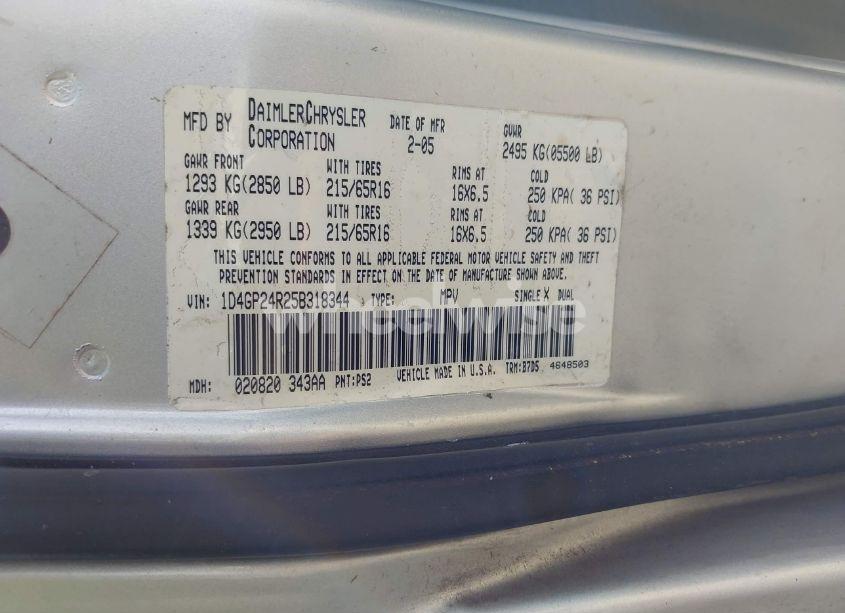 MFD BY DAIMLERCHRYSLER CORPORATION DATE OF MFR 2-05 GVWR 2495 KG(05500 LB)
GAWR FRONT WITH TIRES RIMS AT COLD
1293 KG(2850 LB) 215/65R16 16X6.5 250 KPA( 36 PSI)
GAWR REAR WITH TIRES RIMS AT COLD
1339 KG(2950 LB) 215/65R16 16X6.5 250 KPA( 36 PSI)
THIS VEHICLE CONFORMS TO ALL APPLICABLE FEDERAL MOTOR VEHICLE SAFETY AND THEFT
PREVENTION STANDARDS IN EFFECT ON THE DATE OF MANUFACTURE SHOWN ABOVE.
VIN: 1D4GP24R25B318344 TYPE: MPV SINGLE X DUAL
wheelwise
MDH: 020820 343AA PNT:PS2 VEHICLE MADE IN U.S.A. TRM:B7D5 4648503